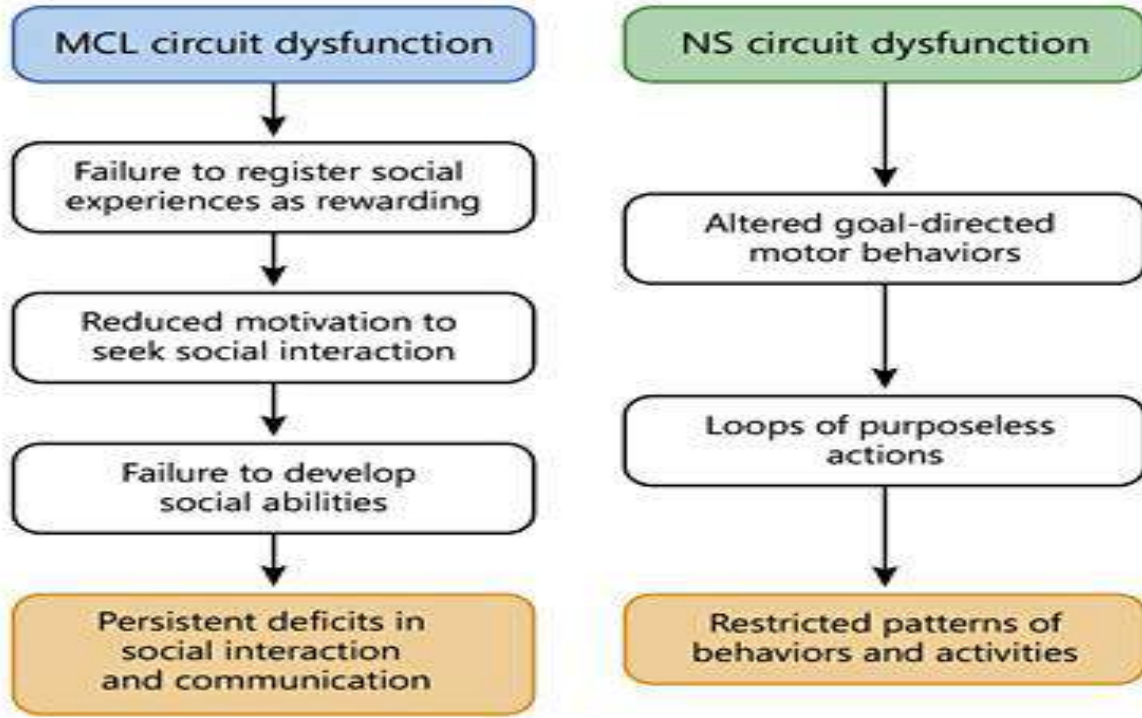 MCL circuit dysfunction
Failure to register social
experiences as rewarding
Reduced motivation to
seek social interaction
Failure to develop
social abilities
Persistent deficits in
social interaction
and communication
NS circuit dysfunction
Altered goal-directed
motor behaviors
Loops of purposeless
actions
Restricted patterns of
behaviors and activities